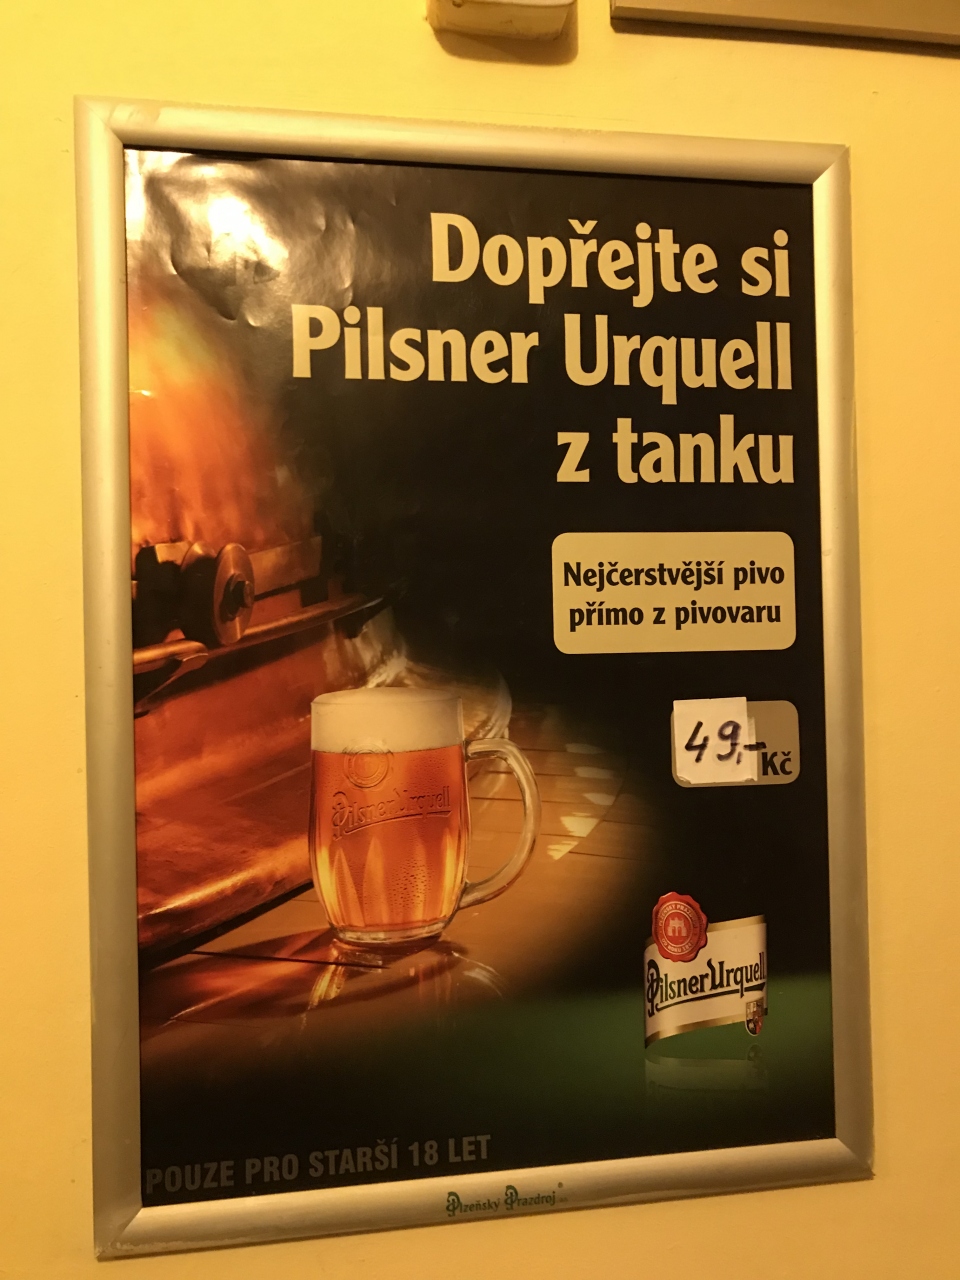 Dopřejte si
Pilsner Urquell
z tanku
Nejčerstvější pivo
přímo z pivovaru
49,- Kč
Pilsner Urquell
Pilsner Urquell
POUZE PRO STARŠÍ 18 LET
Plzeňský Prazdroj®